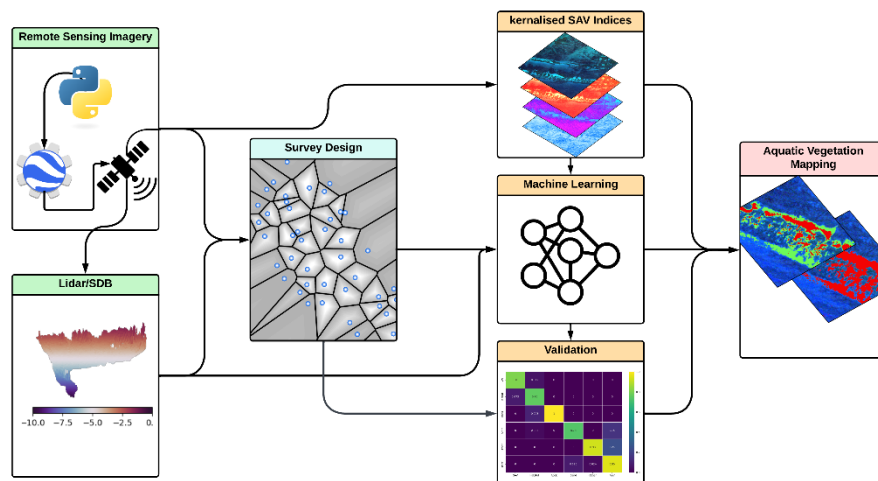 Remote Sensing Imagery
kernalised SAV Indices
Survey Design
Aquatic Vegetation
Mapping
Machine Learning
Lidar/SDB
-10.0 -7.5 -5.0 -2.5 0.
Validation